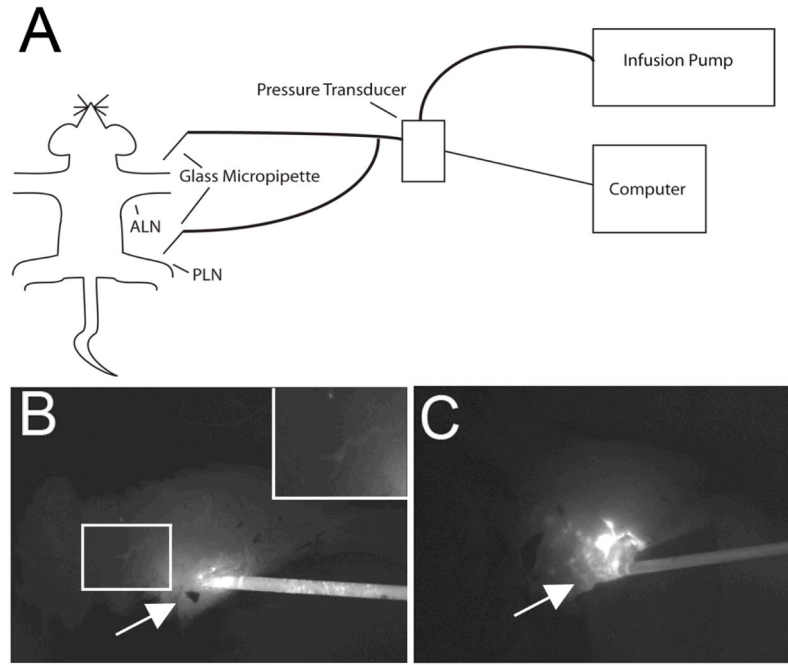 A
Infusion Pump
Pressure Transducer
Glass Micropipette
Computer
ALN
PLN
B
C